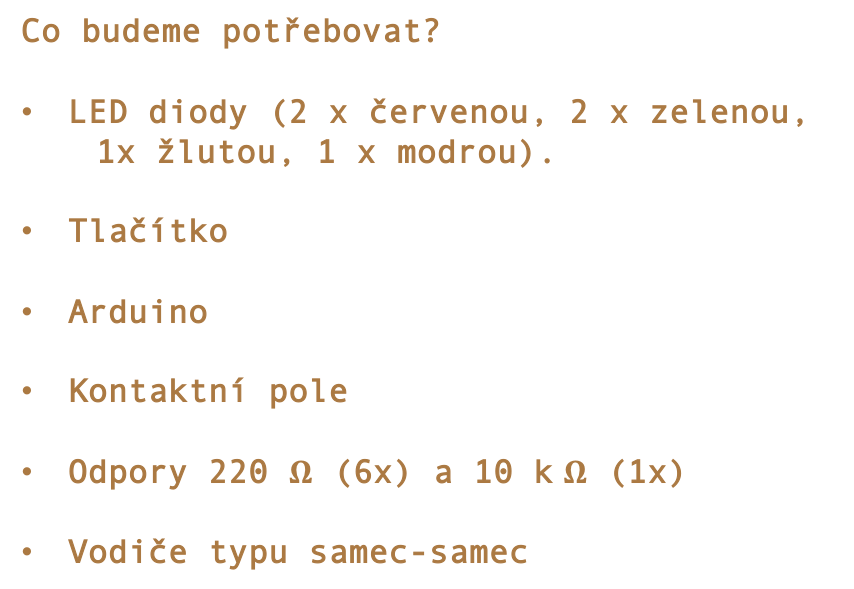 Co budeme potřebovat?
• LED diody (2 x červenou, 2 x zelenou,
1x žlutou, 1 x modrou).
• Tlačítko
• Arduino
• Kontaktní pole
• Odpory 220 Ω (6x) a 10 k Ω (1x)
• Vodiče typu samec-samec